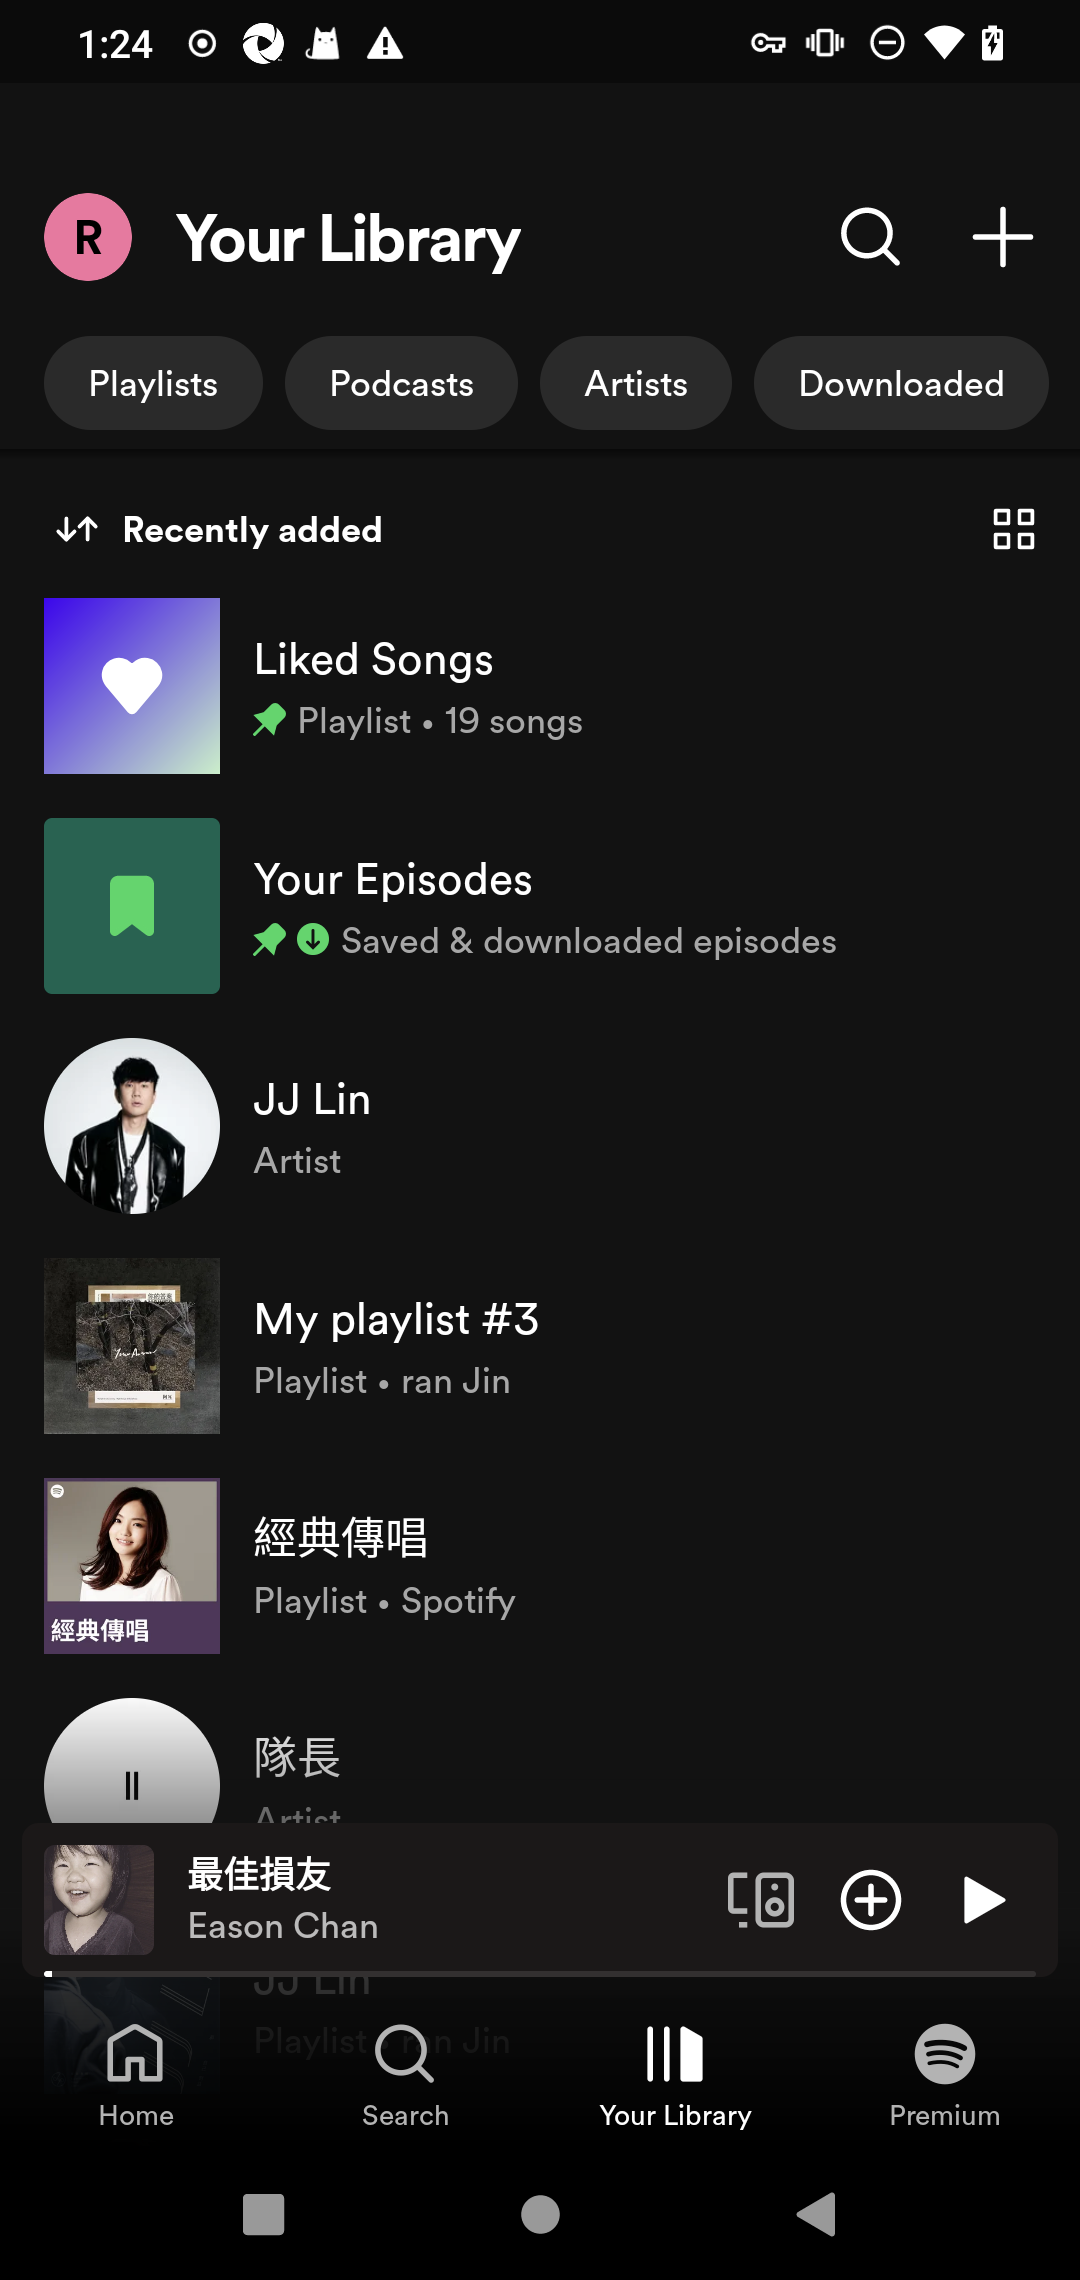 1:24
R
Your Library
Playlists
Podcasts
Artists
Downloaded
Recently added
Liked Songs
Playlist • 19 songs
Your Episodes
Saved & downloaded episodes
JJ Lin
Artist
My playlist #3
Playlist • ran Jin
經典傳唱
經典傳唱
Playlist • Spotify
隊長
Artist
最佳損友
Eason Chan
JJ Lin
Playlist • ran Jin
Home
Search
Your Library
Premium